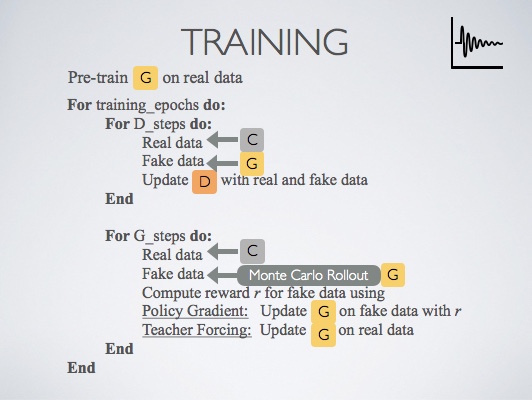 TRAINING
Pre-train G on real data
For training_epochs do:
For D_steps do:
Real data C
Fake data G
Update D with real and fake data
End
For G_steps do:
Real data C
Fake data Monte Carlo Rollout G
Compute reward r for fake data using
Policy Gradient: Update G on fake data with r
Teacher Forcing: Update G on real data
End
End